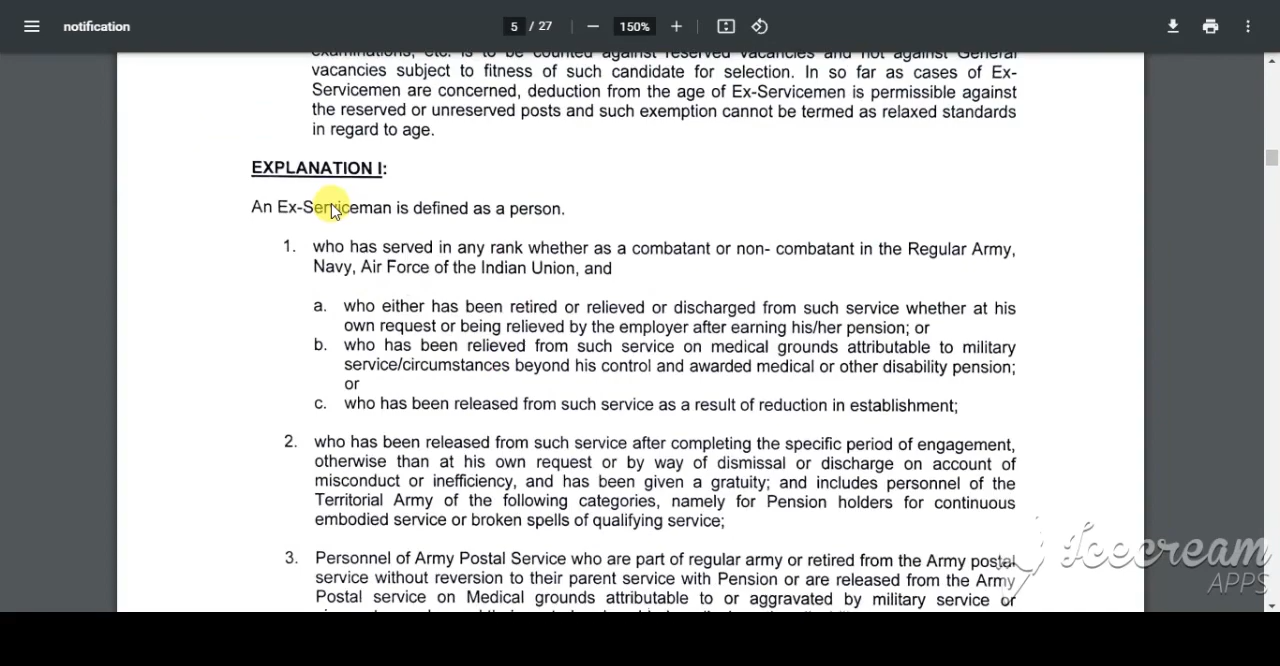 notification
5 / 27
150%
examinations, etc. is to be counted against reserved vacancies and not against General
vacancies subject to fitness of such candidate for selection. In so far as cases of Ex-
Servicemen are concerned, deduction from the age of Ex-Servicemen is permissible against
the reserved or unreserved posts and such exemption cannot be termed as relaxed standards
in regard to age.
EXPLANATION I:
An Ex-Serviceman is defined as a person.
1. who has served in any rank whether as a combatant or non- combatant in the Regular Army,
Navy, Air Force of the Indian Union, and
a. who either has been retired or relieved or discharged from such service whether at his
own request or being relieved by the employer after earning his/her pension; or
b. who has been relieved from such service on medical grounds attributable to military
service/circumstances beyond his control and awarded medical or other disability pension;
or
c. who has been released from such service as a result of reduction in establishment;
2. who has been released from such service after completing the specific period of engagement,
otherwise than at his own request or by way of dismissal or discharge on account of
misconduct or inefficiency, and has been given a gratuity; and includes personnel of the
Territorial Army of the following categories, namely for Pension holders for continuous
embodied service or broken spells of qualifying service;
3. Personnel of Army Postal Service who are part of regular army or retired from the Army postal
service without reversion to their parent service with Pension or are released from the Army
Postal service on Medical grounds attributable to or aggravated by military service or
Icecream
APPS